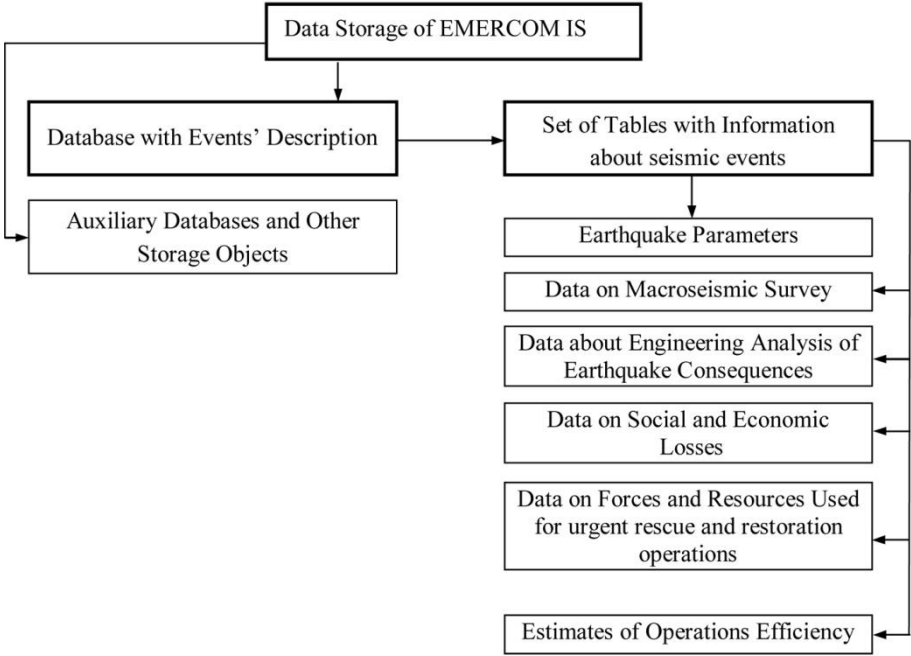 Data Storage of EMERCOM IS
Database with Events’ Description
Set of Tables with Information
about seismic events
Auxiliary Databases and Other
Storage Objects
Earthquake Parameters
Data on Macroseismic Survey
Data about Engineering Analysis of
Earthquake Consequences
Data on Social and Economic
Losses
Data on Forces and Resources Used
for urgent rescue and restoration
operations
Estimates of Operations Efficiency